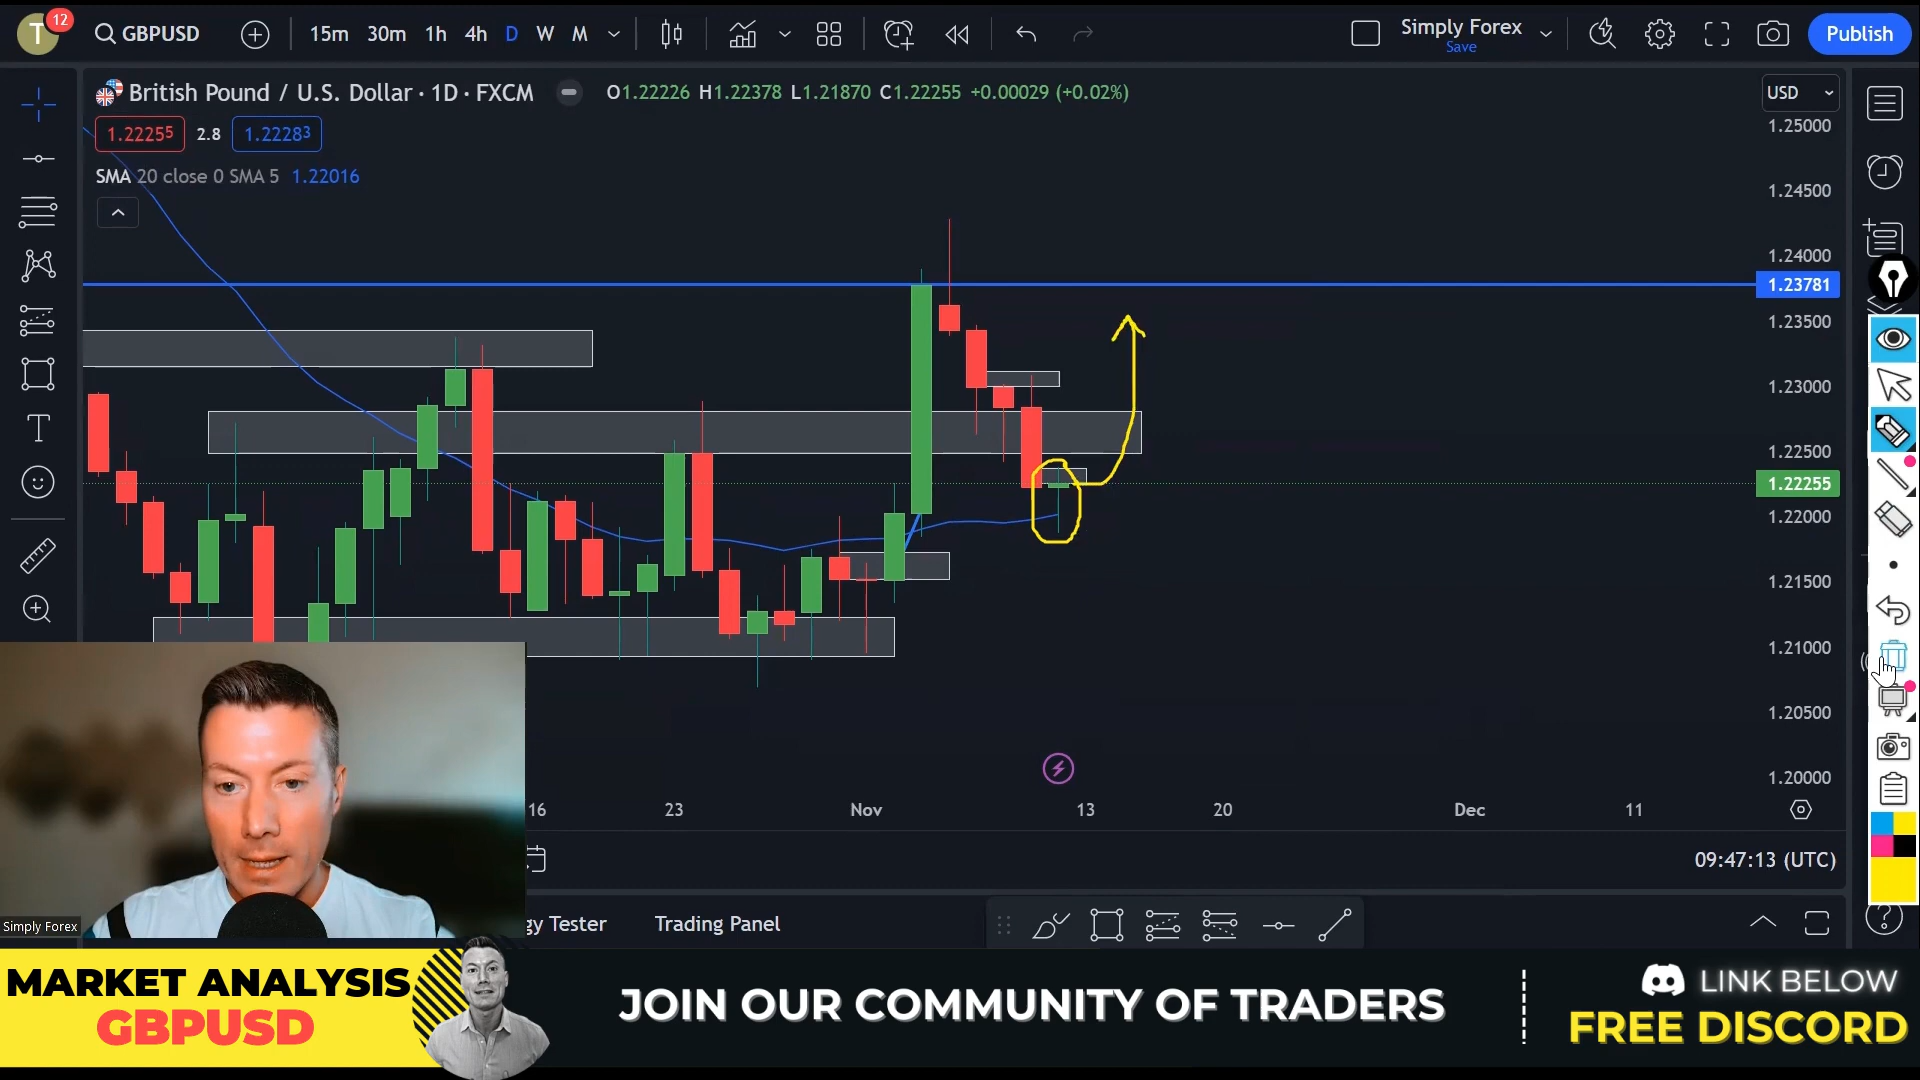 T
12
GBPUSD
15m 30m 1h 4h D W M
Simply Forex
Save
Publish
British Pound / U.S. Dollar · 1D · FXCM
O1.22226 H1.22378 L1.21870 C1.22255 +0.00029 (+0.02%)
USD
1.22255 2.8 1.22283
SMA 20 close 0 SMA 5 1.22016
1.25000
1.24500
1.24000
1.23781
1.23500
1.23000
1.22500
1.22255
1.22000
1.21500
1.21000
1.20500
1.20000
16 23 Nov 13 20 Dec 11
09:47:13 (UTC)
gy Tester Trading Panel
Simply Forex
MARKET ANALYSIS
GBPUSD
JOIN OUR COMMUNITY OF TRADERS
LINK BELOW
FREE DISCORD